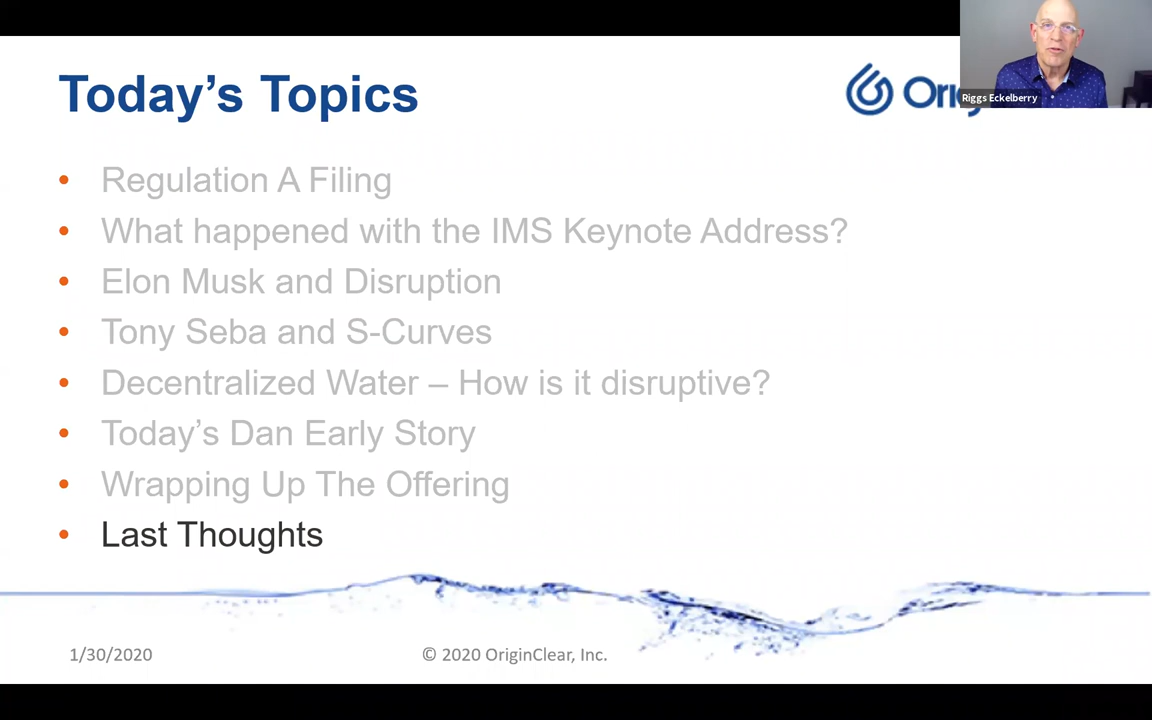 Today's Topics
Riggs Eckelberry
• Regulation A Filing
• What happened with the IMS Keynote Address?
• Elon Musk and Disruption
• Tony Seba and S-Curves
• Decentralized Water – How is it disruptive?
• Today's Dan Early Story
• Wrapping Up The Offering
• Last Thoughts
1/30/2020
© 2020 OriginClear, Inc.